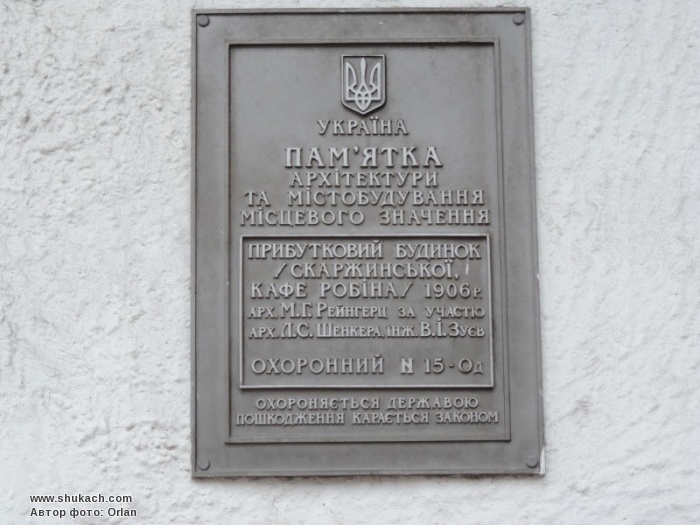 УКРАЇНА
ПАМ'ЯТКА
АРХІТЕКТУРИ
ТА МІСТОБУДУВАННЯ
МІСЦЕВОГО ЗНАЧЕННЯ
ПРИБУТКОВИЙ БУДИНОК
/СКАРЖИНСЬКОЇ,
КАФЕ РОБІНА/ 1906 р.
АРХ. М.Г. РЕЙНГЕРЦ ЗА УЧАСТЮ
АРХ. Л.С. ШЕНКЕРА, ІНЖ. В.І. ЗУЄВ
ОХОРОННИЙ N 15-Од
ОХОРОНЯЄТЬСЯ ДЕРЖАВОЮ
ПОШКОДЖЕННЯ КАРАЄТЬСЯ ЗАКОНОМ
www.shukach.com
Автор фото: Orlan